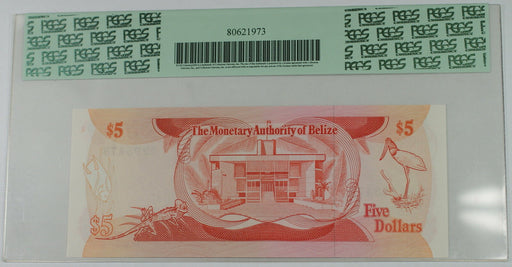 80621973
$5
The Monetary Authority of Belize
$5
$5
Five
Dollars
PCGS